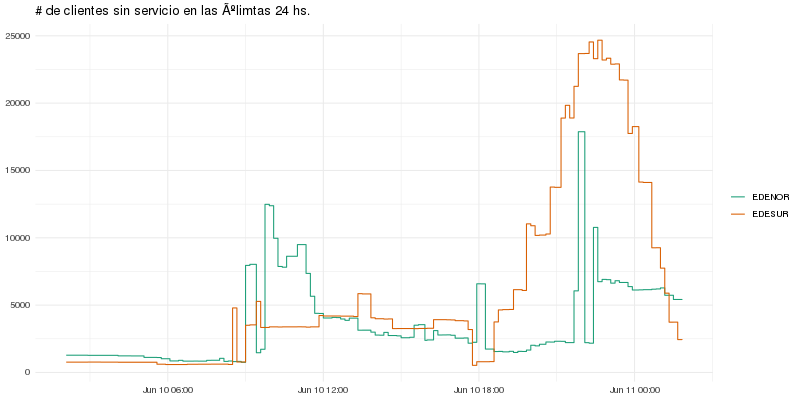 # de clientes sin servicio en las Ãºlimtas 24 hs.
25000
20000
15000
10000
5000
0
Jun 10 06:00 Jun 10 12:00 Jun 10 18:00 Jun 11 00:00
EDENOR
EDESUR